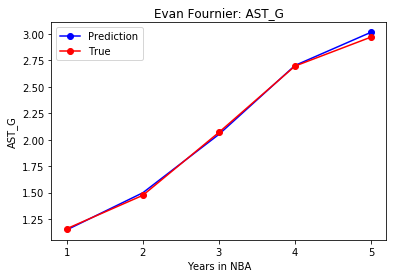 Evan Fournier: AST_G
Prediction
True
AST_G
3.00
2.75
2.50
2.25
2.00
1.75
1.50
1.25
1 2 3 4 5
Years in NBA